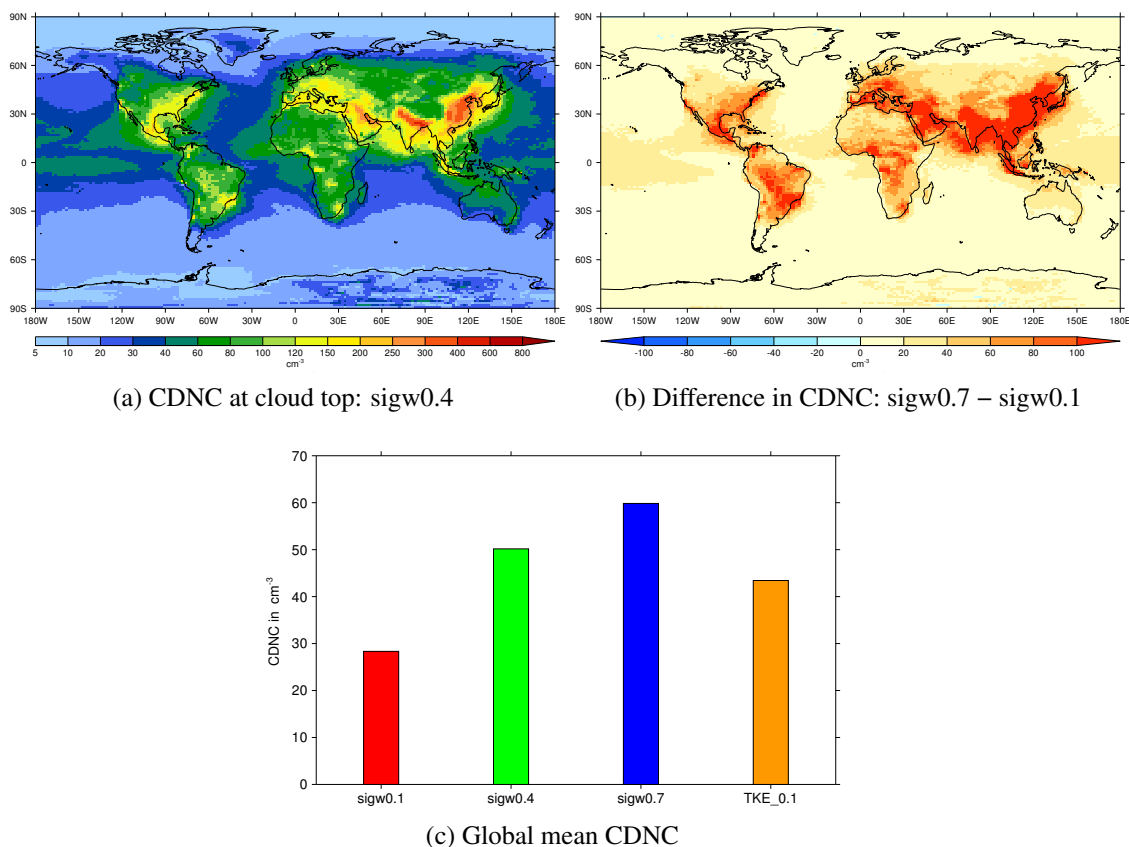 90N
60N
30N
0
30S
60S
90S
180W 150W 120W 90W 60W 30W 0 30E 60E 90E 120E 150E 180E
5 10 20 30 40 60 80 100 120 150 200 250 300 400 600 800
cm-3
(a) CDNC at cloud top: sigw0.4
90N
60N
30N
0
30S
60S
90S
180W 150W 120W 90W 60W 30W 0 30E 60E 90E 120E 150E 180E
-100 -80 -60 -40 -20 0 20 40 60 80 100
cm-3
(b) Difference in CDNC: sigw0.7 − sigw0.1
70
60
50
40
30
20
10
0
CDNC in cm-3
sigw0.1 sigw0.4 sigw0.7 TKE_0.1
(c) Global mean CDNC